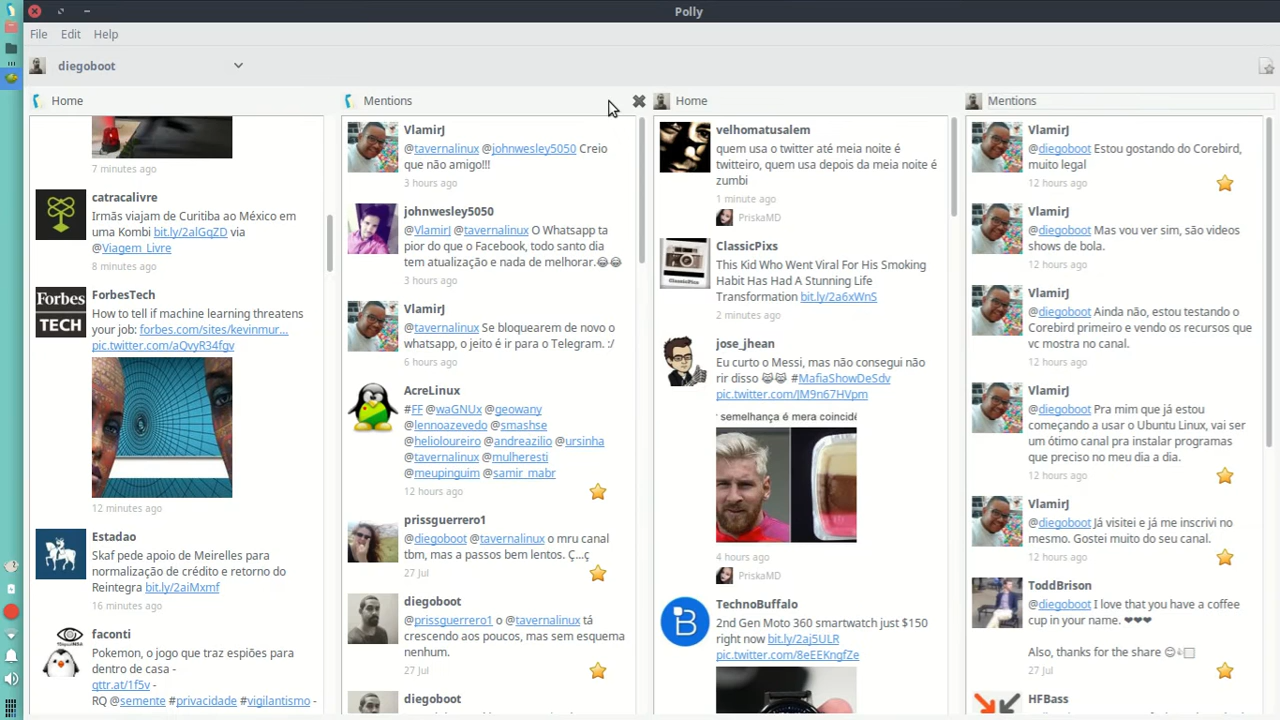 Polly
File Edit Help
diegoboot
Home
7 minutes ago
catracalivre
Irmãs viajam de Curitiba ao México em
uma Kombi bit.ly/2alGqZD via
@Viagem_Livre
8 minutes ago
Forbes
TECH
ForbesTech
How to tell if machine learning threatens
your job: forbes.com/sites/kevinmur...
pic.twitter.com/aQvyR34fgv
12 minutes ago
Estadao
Skaf pede apoio de Meirelles para
normalização de crédito e retorno do
Reintegra bit.ly/2aiMxmf
16 minutes ago
faconti
Pokemon, o jogo que traz espiões para
dentro de casa -
qttr.at/1f5v -
RQ @semente #privacidade #vigilantismo -
Mentions
VlamirJ
@tavernalinux @johnwesley5050 Creio
que não amigo!!!
3 hours ago
johnwesley5050
@VlamirJ @tavernalinux O Whatsapp ta
pior do que o Facebook, todo santo dia
tem atualização e nada de melhorar.😂😂
3 hours ago
VlamirJ
@tavernalinux Se bloquearem de novo o
whatsapp, o jeito é ir para o Telegram. :/
6 hours ago
AcreLinux
#FF @waGNUx @geowany
@lennoazevedo @smashse
@helioloureiro @andreazilio @ursinha
@tavernalinux @mulheresti
@meupinguim @samir_mabr
12 hours ago
prissguerrero1
@diegoboot @tavernalinux o mru canal
tbm, mas a passos bem lentos. Ç...ç
27 Jul
diegoboot
@prissguerrero1 o @tavernalinux tá
crescendo aos poucos, mas sem esquema
nenhum.
27 Jul
diegoboot
Home
velhomatusalem
quem usa o twitter até meia noite é
twitteiro, quem usa depois da meia noite é
zumbi
1 minute ago
PriskaMD
ClassicPixs
ClassicPics
This Kid Who Went Viral For His Smoking
Habit Has Had A Stunning Life
Transformation bit.ly/2a6xWnS
2 minutes ago
jose_jhean
Eu curto o Messi, mas não consegui não
rir disso 😹😹 #MafiaShowDeSdv
pic.twitter.com/JM9n67HVpm
semelhança é mera coincidê
4 hours ago
PriskaMD
TechnoBuffalo
2nd Gen Moto 360 smartwatch just $150
right now bit.ly/2aj5ULR
pic.twitter.com/8eEEKngfZe
Mentions
VlamirJ
@diegoboot Estou gostando do Corebird,
muito legal
12 hours ago
VlamirJ
@diegoboot Mas vou ver sim, são videos
shows de bola.
12 hours ago
VlamirJ
@diegoboot Ainda não, estou testando o
Corebird primeiro e vendo os recursos que
vc mostra no canal.
12 hours ago
VlamirJ
@diegoboot Pra mim que já estou
começando a usar o Ubuntu Linux, vai ser
um ótimo canal pra instalar programas
que preciso no meu dia a dia.
12 hours ago
VlamirJ
@diegoboot Já visitei e já me inscrivi no
mesmo. Gostei muito do seu canal.
12 hours ago
ToddBrison
@diegoboot I love that you have a coffee
cup in your name. ❤❤❤
Also, thanks for the share 😊
27 Jul
HFBass